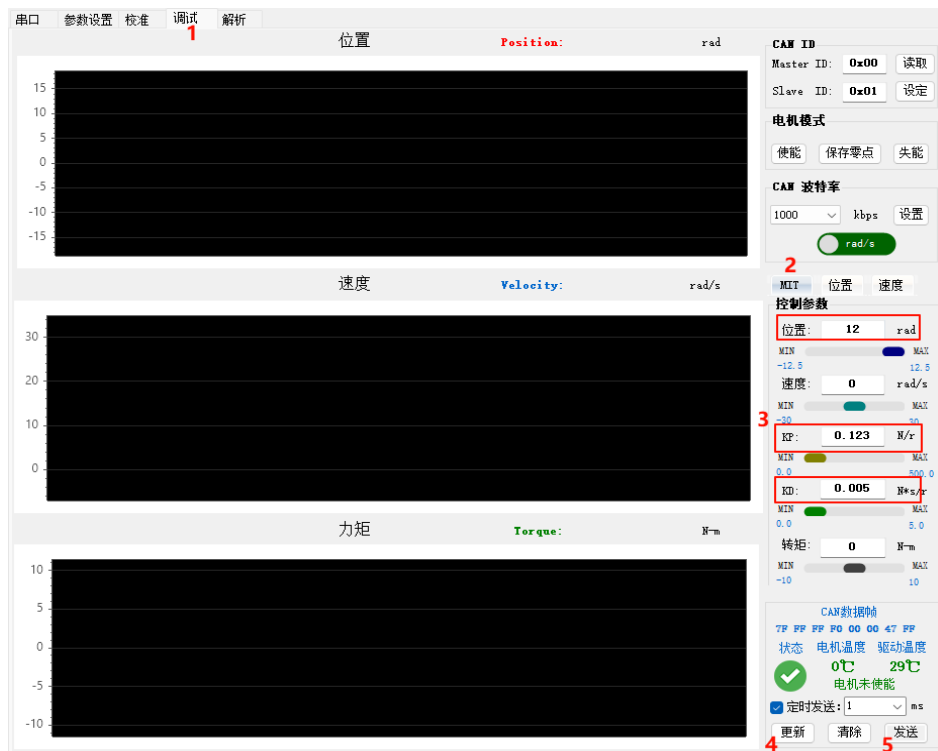 串口 参数设置 校准 调试 解析
1
位置 Position: rad
15
10
5
0
-5
-10
-15
速度 Velocity: rad/s
30
20
10
0
力矩 Torque: N-m
10
5
0
-5
-10
CAN ID
Master ID: 0x00 读取
Slave ID: 0x01 设定
电机模式
使能 保存零点 失能
CAN 波特率
1000 kbps 设置
rad/s
2
MIT 位置 速度
控制参数
位置: 12 rad
MIN MAX
-12.5 12.5
速度: 0 rad/s
MIN MAX
-30 30
3
KP: 0.123 N/r
MIN MAX
0.0 500.0
KD: 0.005 N*s/r
MIN MAX
0.0 5.0
转矩: 0 N-m
MIN MAX
-10 10
CAN数据帧
7F FF FF F0 00 00 47 FF
状态 电机温度 驱动温度
0℃ 29℃
电机未使能
定时发送: 1 ms
更新 清除 发送
4 5